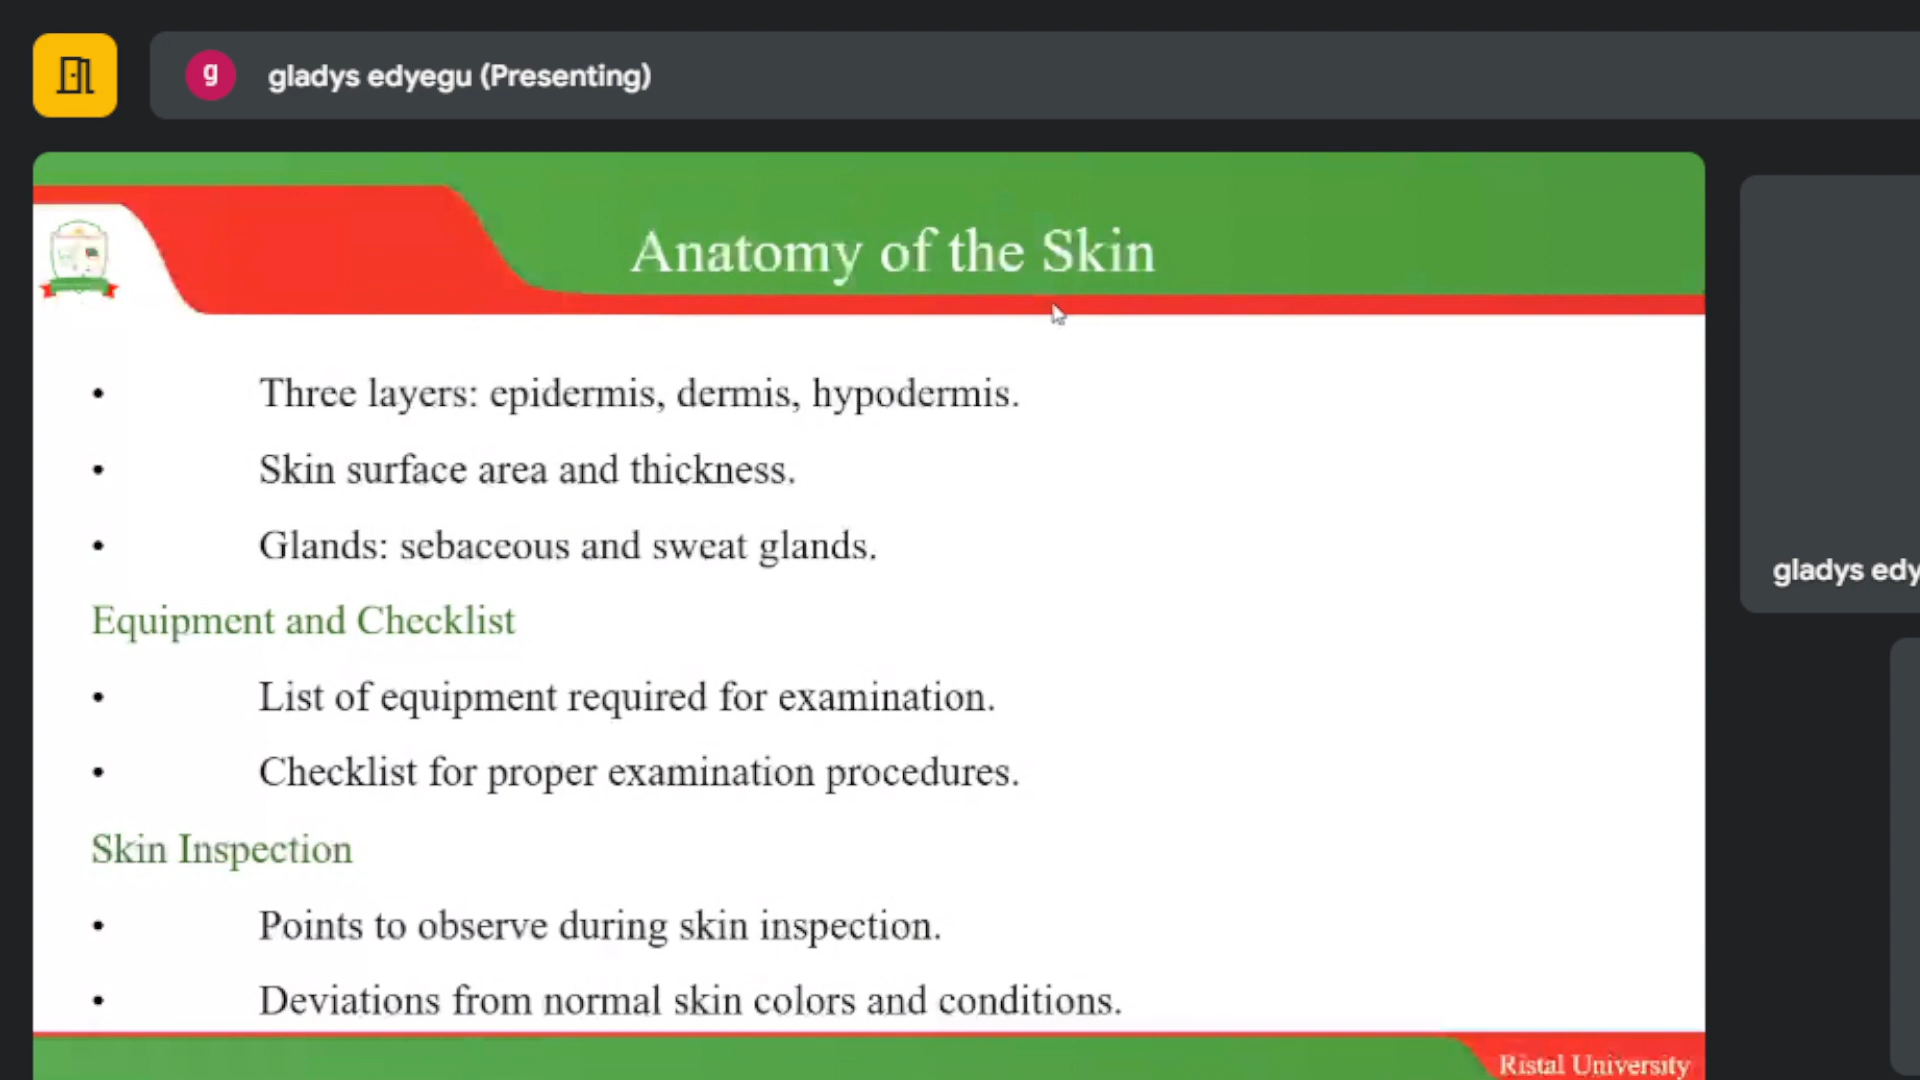 g
gladys edyegu (Presenting)
Anatomy of the Skin
• Three layers: epidermis, dermis, hypodermis.
• Skin surface area and thickness.
• Glands: sebaceous and sweat glands.
Equipment and Checklist
• List of equipment required for examination.
• Checklist for proper examination procedures.
Skin Inspection
• Points to observe during skin inspection.
• Deviations from normal skin colors and conditions.
Ristal University
gladys edy